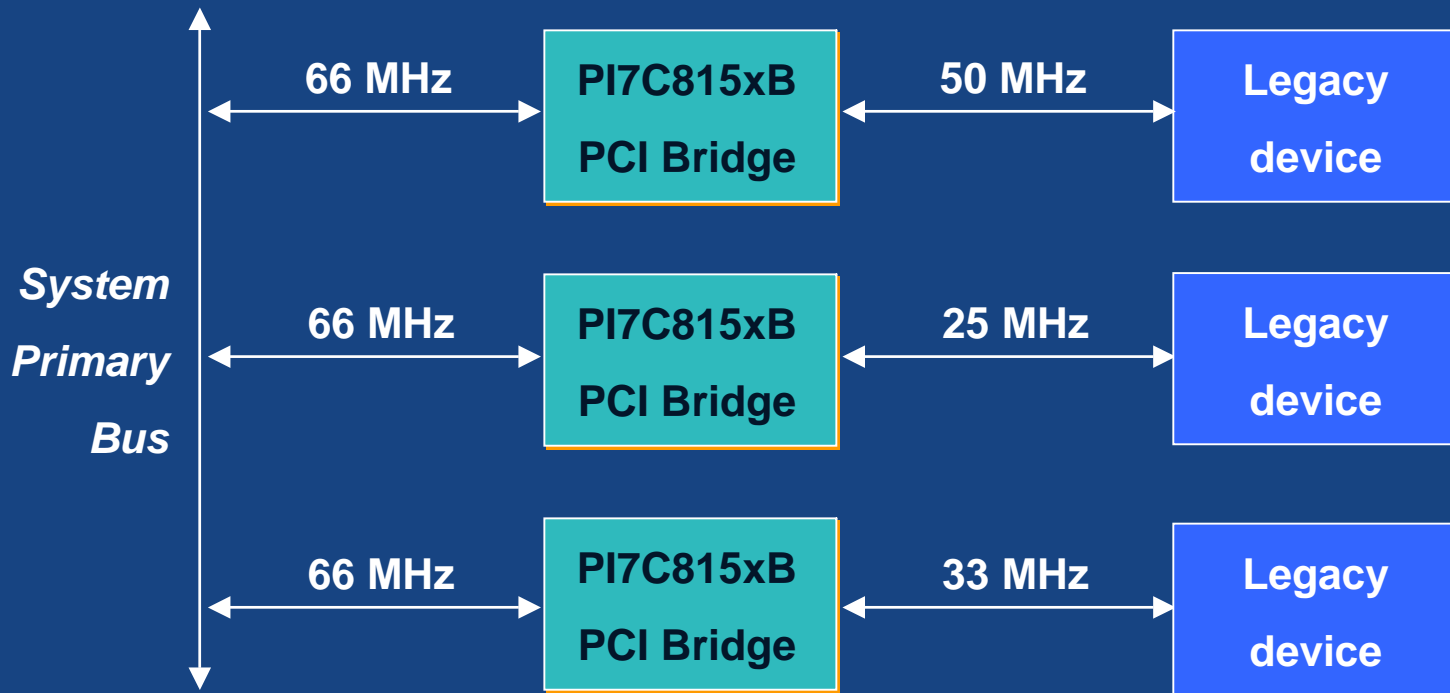 66 MHz
PI7C815xB
PCI Bridge
50 MHz
Legacy
device
System
Primary
Bus
66 MHz
PI7C815xB
PCI Bridge
25 MHz
Legacy
device
66 MHz
PI7C815xB
PCI Bridge
33 MHz
Legacy
device